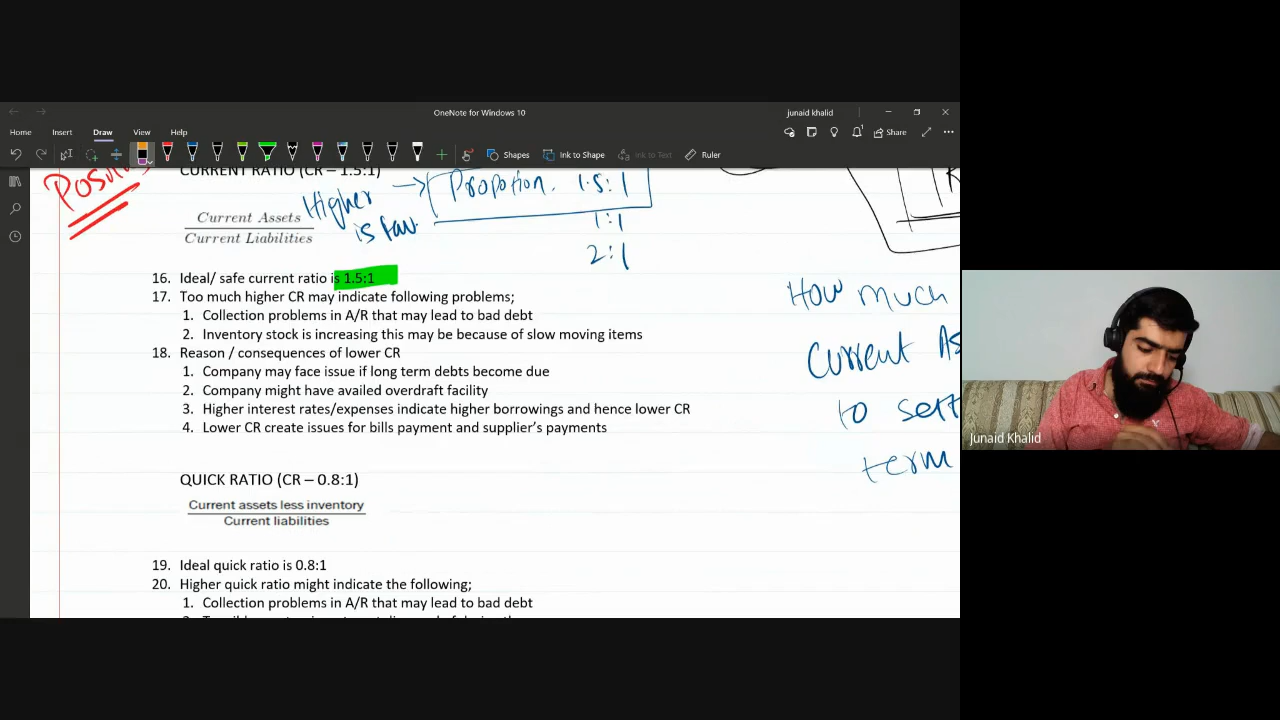 OneNote for Windows 10
junaid khalid
Home Insert Draw View Help
Share
Shapes
Ink to Shape
Ink to Text
Ruler
CURRENT RATIO (CR – 1.5:1)
Higher
is fav.
Propotion. 1.5:1
1:1
2:1
Current Assets
Current Liabilities
16. Ideal/ safe current ratio is 1.5:1
17. Too much higher CR may indicate following problems;
1. Collection problems in A/R that may lead to bad debt
2. Inventory stock is increasing this may be because of slow moving items
18. Reason / consequences of lower CR
1. Company may face issue if long term debts become due
2. Company might have availed overdraft facility
3. Higher interest rates/expenses indicate higher borrowings and hence lower CR
4. Lower CR create issues for bills payment and supplier's payments
How much
Current As
to sett
term
QUICK RATIO (CR – 0.8:1)
Current assets less inventory
Current liabilities
19. Ideal quick ratio is 0.8:1
20. Higher quick ratio might indicate the following;
1. Collection problems in A/R that may lead to bad debt
Junaid Khalid